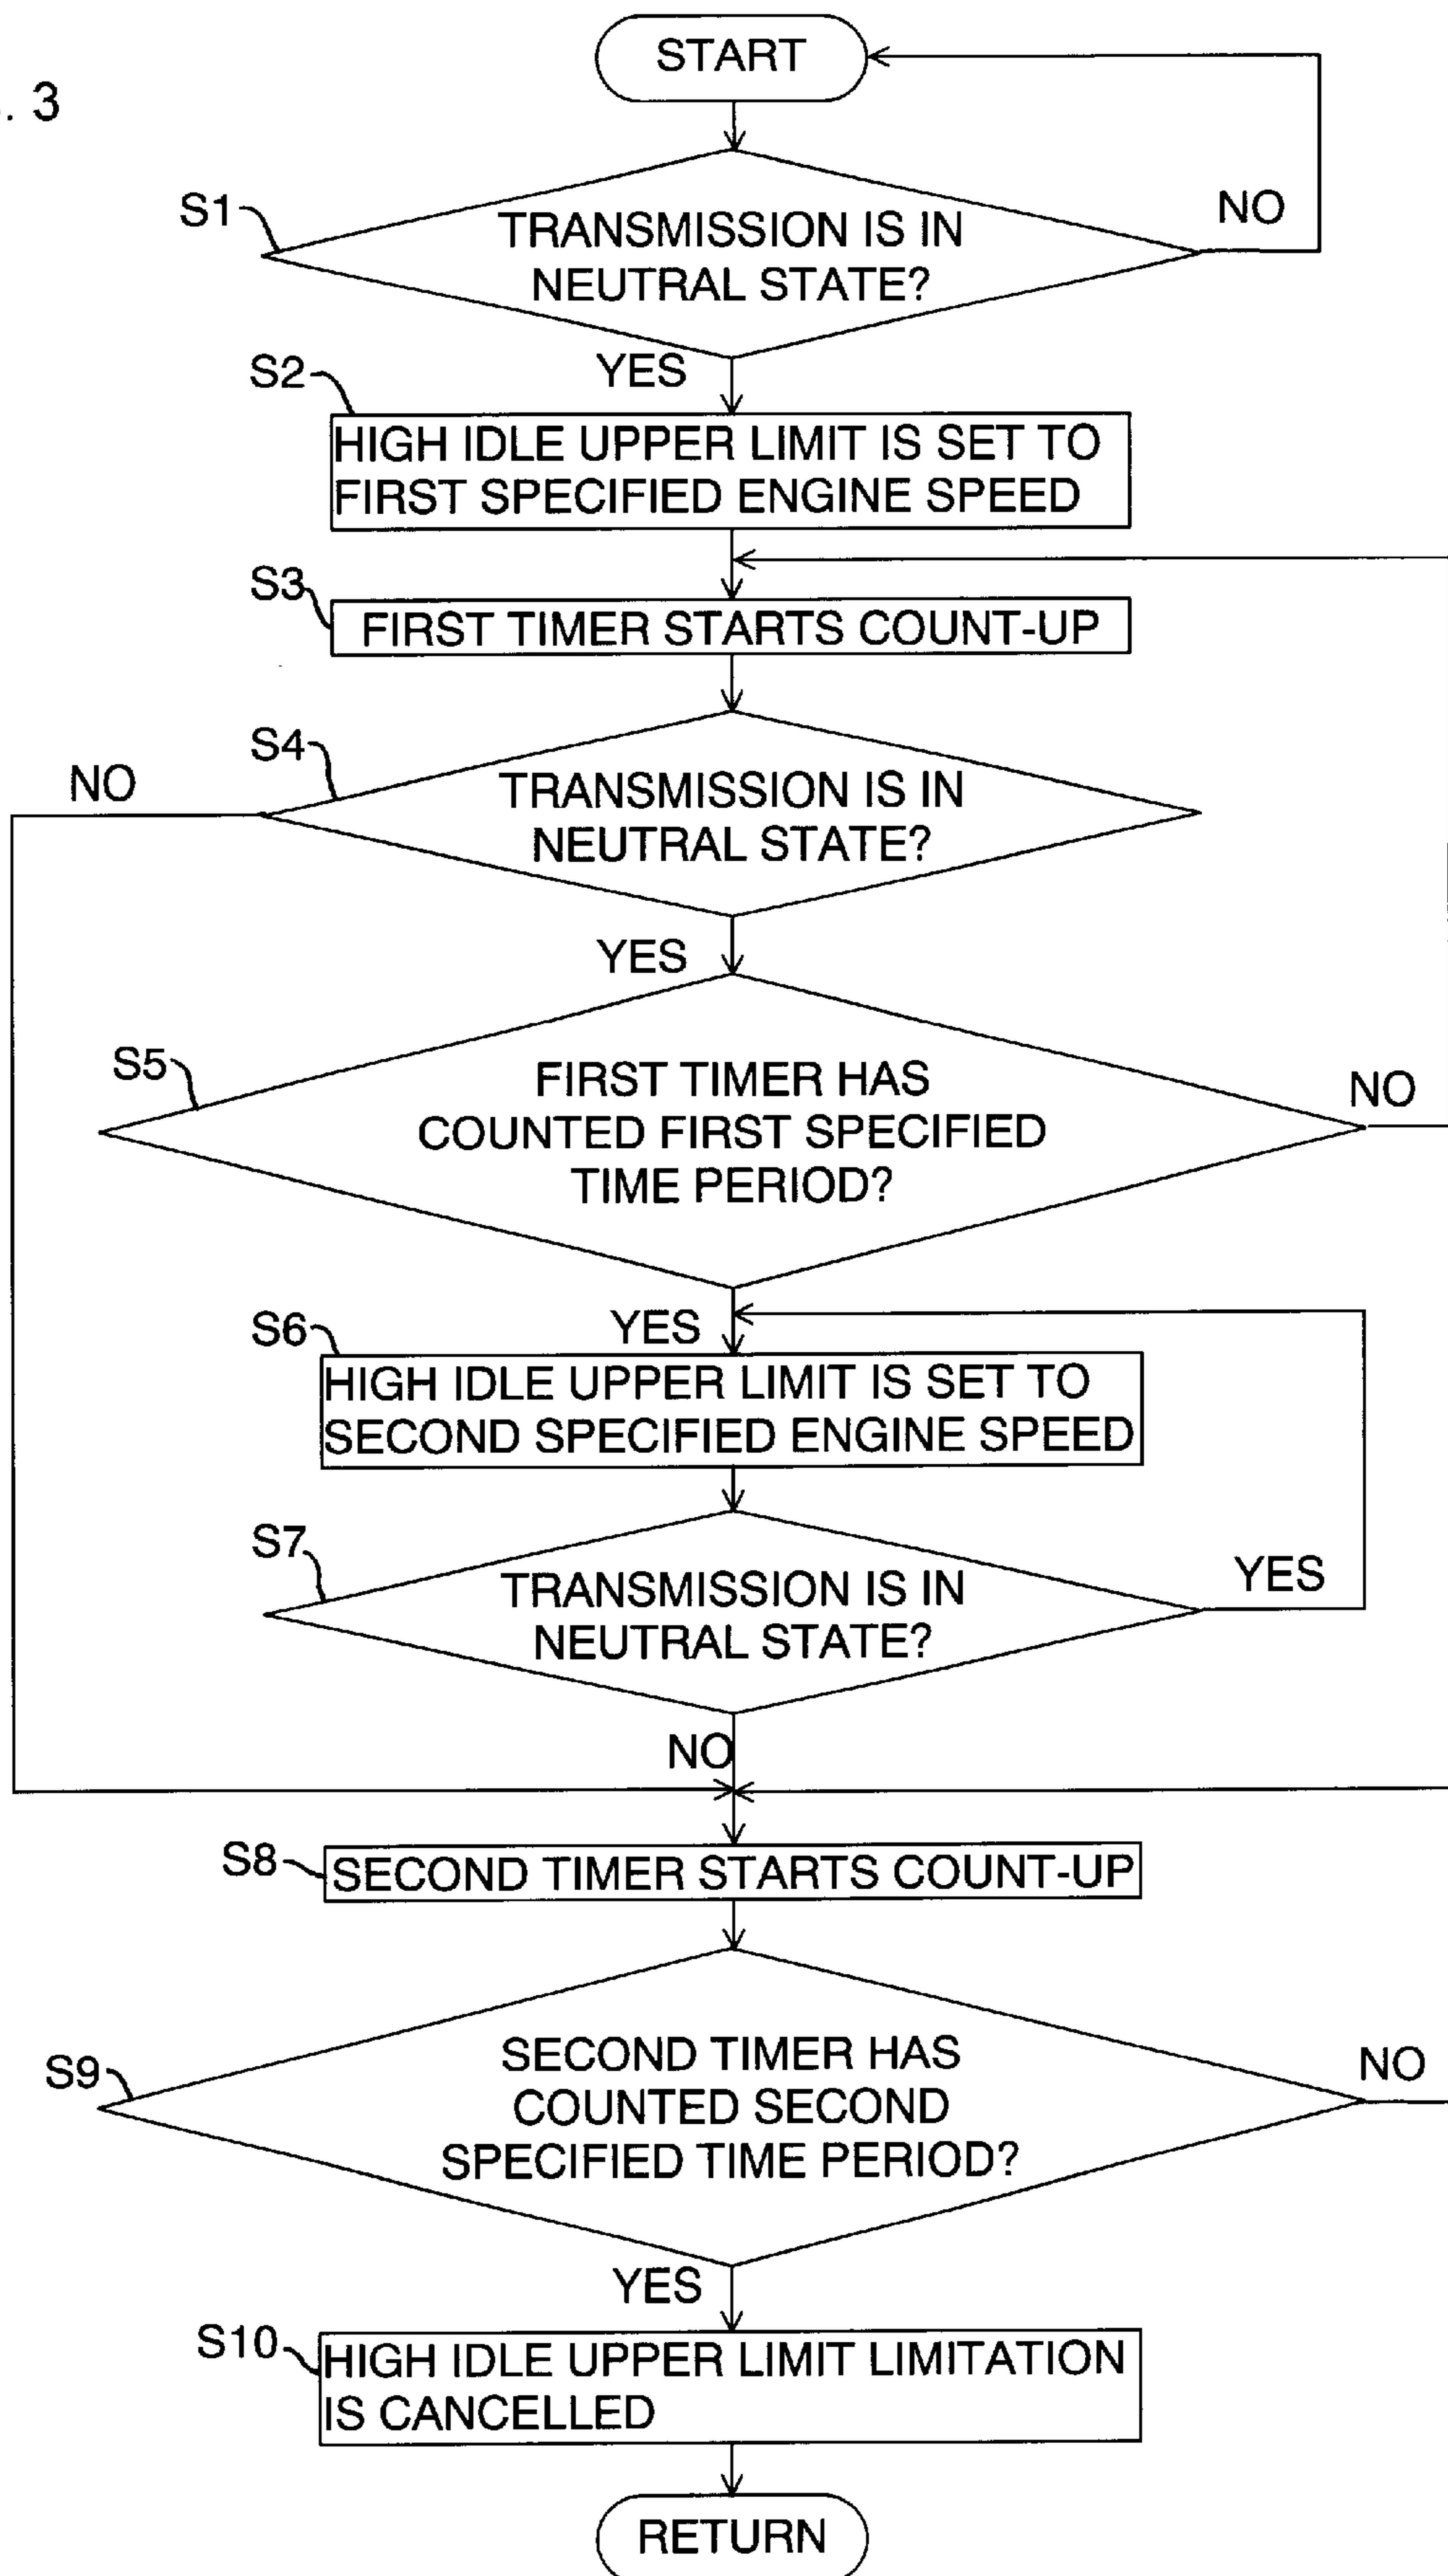 START
. 3
S1
TRANSMISSION IS IN
NEUTRAL STATE?
NO
YES
S2
HIGH IDLE UPPER LIMIT IS SET TO
FIRST SPECIFIED ENGINE SPEED
S3
FIRST TIMER STARTS COUNT-UP
S4
NO
TRANSMISSION IS IN
NEUTRAL STATE?
YES
S5
FIRST TIMER HAS
COUNTED FIRST SPECIFIED
TIME PERIOD?
NO
YES
S6
HIGH IDLE UPPER LIMIT IS SET TO
SECOND SPECIFIED ENGINE SPEED
S7
TRANSMISSION IS IN
NEUTRAL STATE?
YES
NO
S8
SECOND TIMER STARTS COUNT-UP
S9
SECOND TIMER HAS
COUNTED SECOND
SPECIFIED TIME PERIOD?
NO
YES
S10
HIGH IDLE UPPER LIMIT LIMITATION
IS CANCELLED
RETURN